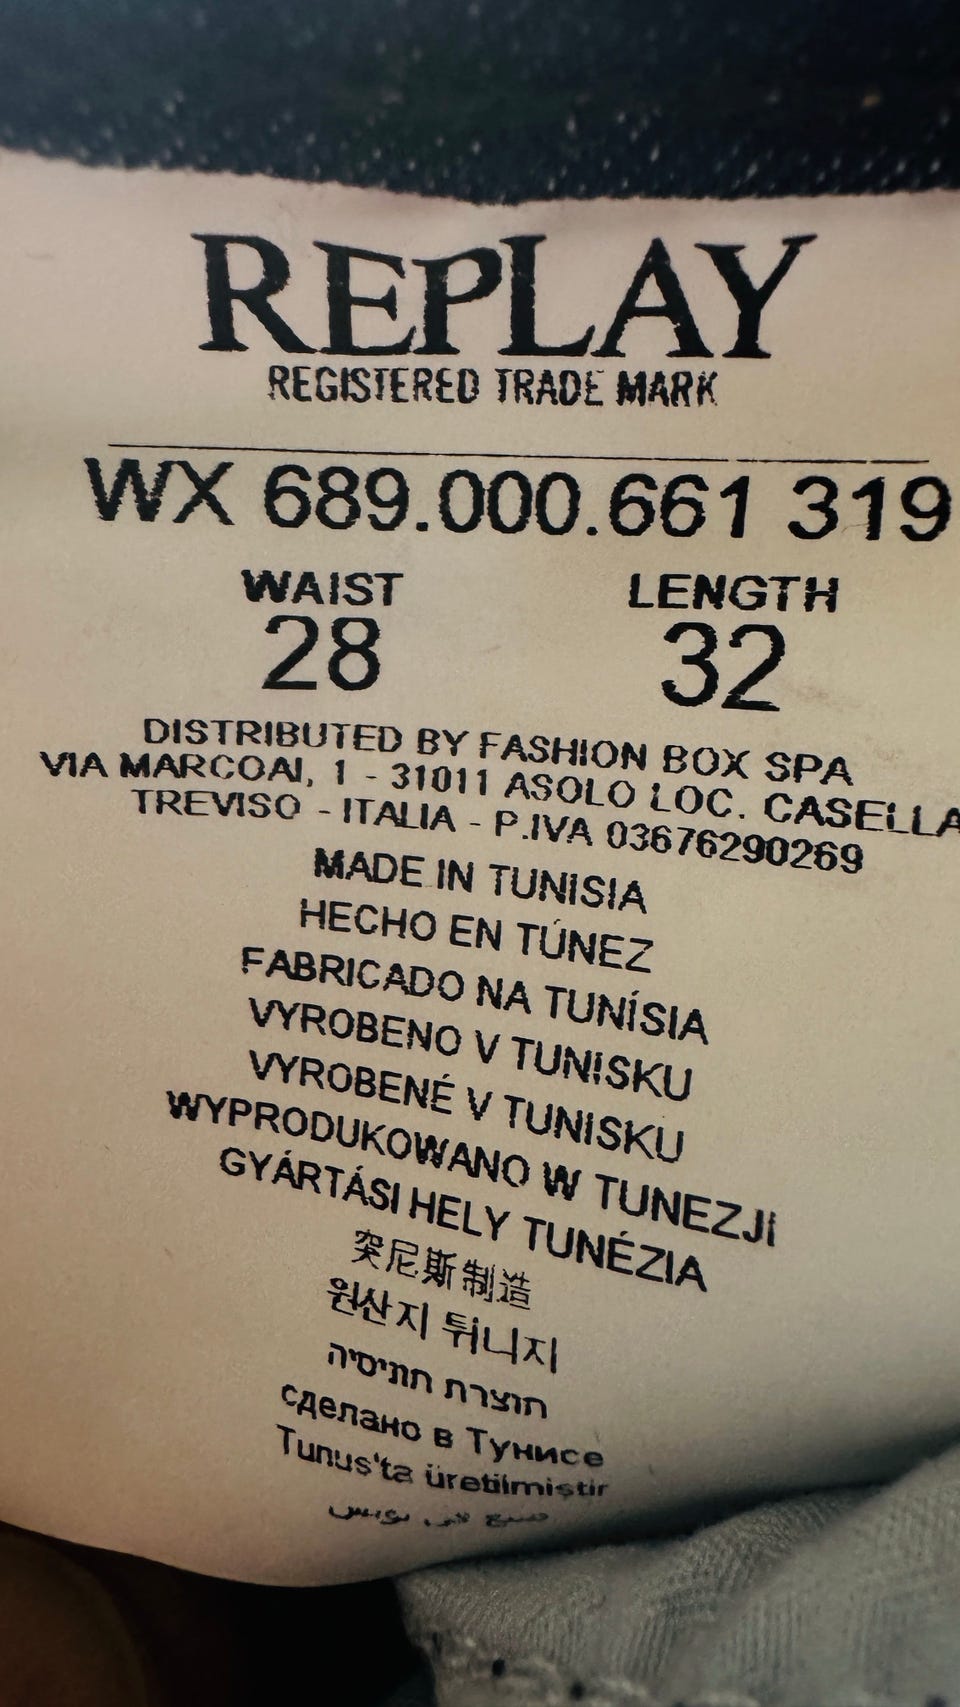 REPLAY
REGISTERED TRADE MARK
WX 689.000.661 319
WAIST LENGTH
28 32
DISTRIBUTED BY FASHION BOX SPA
VIA MARCOAI, 1 - 31011 ASOLO LOC. CASELLA
TREVISO - ITALIA - P.IVA 03676290269
MADE IN TUNISIA
HECHO EN TÚNEZ
FABRICADO NA TUNÍSIA
VYROBENO V TUNISKU
VYROBENÉ V TUNISKU
WYPRODUKOWANO W TUNEZJI
GYÁRTÁSI HELY TUNÉZIA
突尼斯制造
원산지 튀니지
תוצרת תוניסיה
сделано в Тунисе
Tunus'ta üretilmiştir
صنع في تونس